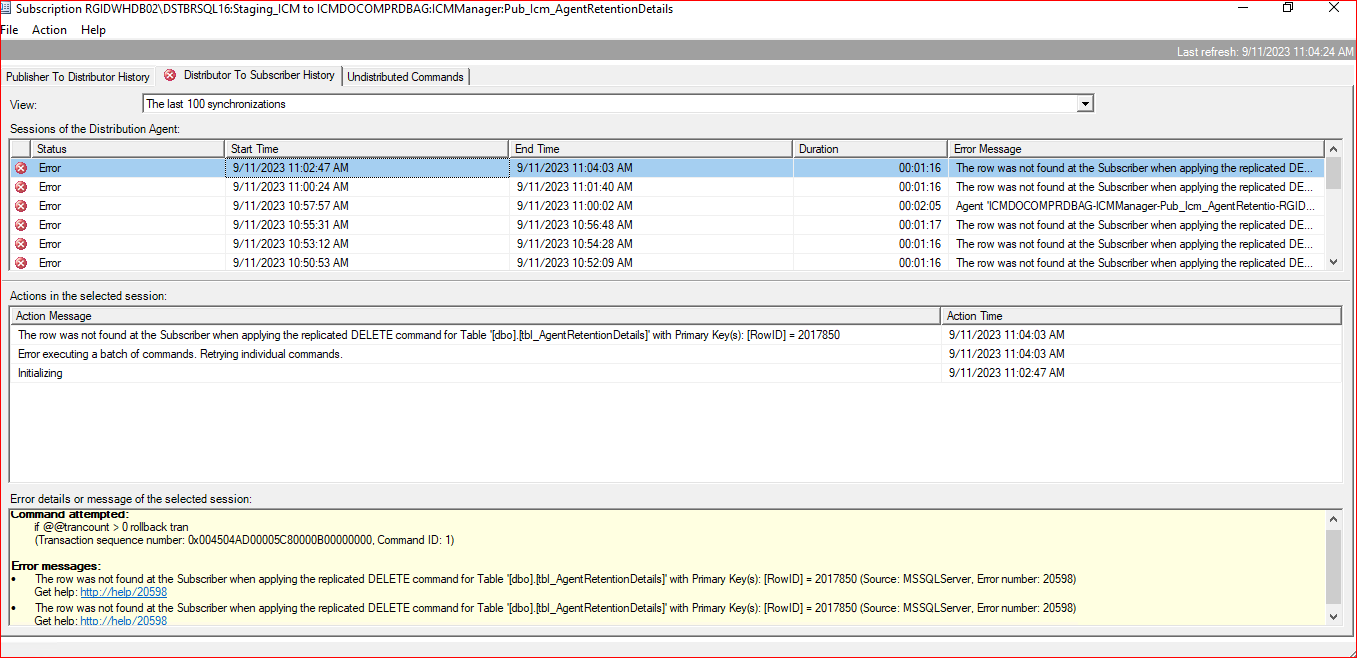 Subscription RGIDWHDB02\DSTBRSQL16:Staging_ICM to ICMDOCOMPRDBAG:ICMManager:Pub_Icm_AgentRetentionDetails
File Action Help
Last refresh: 9/11/2023 11:04:24 AM
Publisher To Distributor History Distributor To Subscriber History Undistributed Commands
View: The last 100 synchronizations
Sessions of the Distribution Agent:
Status Start Time End Time Duration Error Message
Error 9/11/2023 11:02:47 AM 9/11/2023 11:04:03 AM 00:01:16 The row was not found at the Subscriber when applying the replicated DE...
Error 9/11/2023 11:00:24 AM 9/11/2023 11:01:40 AM 00:01:16 The row was not found at the Subscriber when applying the replicated DE...
Error 9/11/2023 10:57:57 AM 9/11/2023 11:00:02 AM 00:02:05 Agent 'ICMDOCOMPRDBAG-ICMManager-Pub_Icm_AgentRetentio-RGID...
Error 9/11/2023 10:55:31 AM 9/11/2023 10:56:48 AM 00:01:17 The row was not found at the Subscriber when applying the replicated DE...
Error 9/11/2023 10:53:12 AM 9/11/2023 10:54:28 AM 00:01:16 The row was not found at the Subscriber when applying the replicated DE...
Error 9/11/2023 10:50:53 AM 9/11/2023 10:52:09 AM 00:01:16 The row was not found at the Subscriber when applying the replicated DE...
Actions in the selected session:
Action Message Action Time
The row was not found at the Subscriber when applying the replicated DELETE command for Table '[dbo].[tbl_AgentRetentionDetails]' with Primary Key(s): [RowID] = 2017850 9/11/2023 11:04:03 AM
Error executing a batch of commands. Retrying individual commands. 9/11/2023 11:04:03 AM
Initializing 9/11/2023 11:02:47 AM
Error details or message of the selected session:
Command attempted:
if @@trancount > 0 rollback tran
(Transaction sequence number: 0x004504AD00005C80000B00000000, Command ID: 1)
Error messages:
• The row was not found at the Subscriber when applying the replicated DELETE command for Table '[dbo].[tbl_AgentRetentionDetails]' with Primary Key(s): [RowID] = 2017850 (Source: MSSQLServer, Error number: 20598)
Get help: http://help/20598
• The row was not found at the Subscriber when applying the replicated DELETE command for Table '[dbo].[tbl_AgentRetentionDetails]' with Primary Key(s): [RowID] = 2017850 (Source: MSSQLServer, Error number: 20598)
Get help: http://help/20598